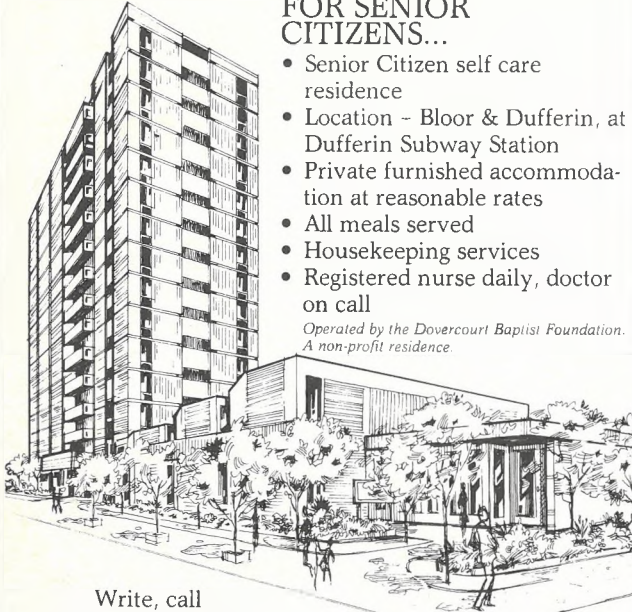 FOR SENIOR
CITIZENS...
• Senior Citizen self care
residence
• Location - Bloor & Dufferin, at
Dufferin Subway Station
• Private furnished accommoda-
tion at reasonable rates
• All meals served
• Housekeeping services
• Registered nurse daily, doctor
on call
Operated by the Dovercourt Baptist Foundation.
A non-profit residence.
Write, call